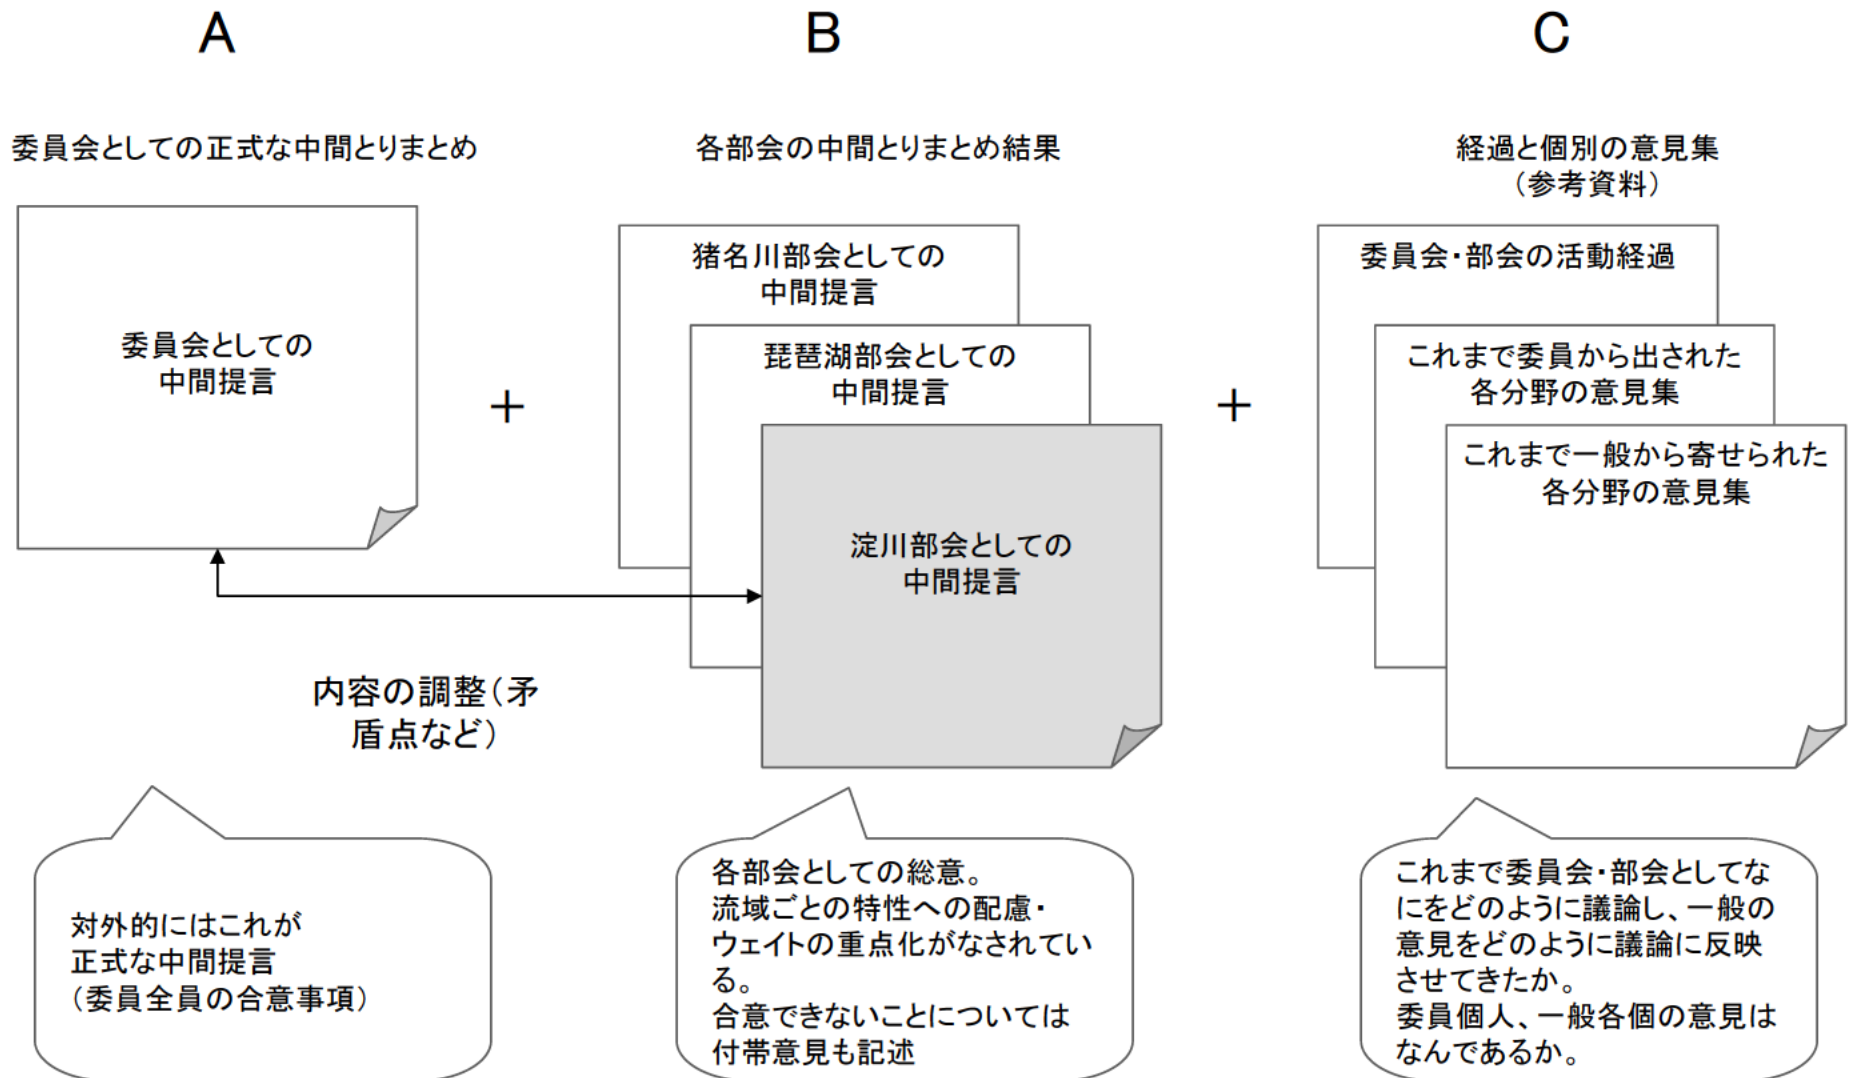 A
B
C
委員会としての正式な中間とりまとめ
各部会の中間とりまとめ結果
経過と個別の意見集
（参考資料）
委員会としての
中間提言
＋
猪名川部会としての
中間提言
琵琶湖部会としての
中間提言
淀川部会としての
中間提言
＋
委員会・部会の活動経過
これまで委員から出された
各分野の意見集
これまで一般から寄せられた
各分野の意見集
内容の調整（矛
盾点など）
対外的にはこれが
正式な中間提言
（委員全員の合意事項）
各部会としての総意。
流域ごとの特性への配慮・
ウェイトの重点化がなされてい
る。
合意できないことについては
付帯意見も記述
これまで委員会・部会としてな
にをどのように議論し、一般の
意見をどのように議論に反映
させてきたか。
委員個人、一般各個の意見は
なんであるか。